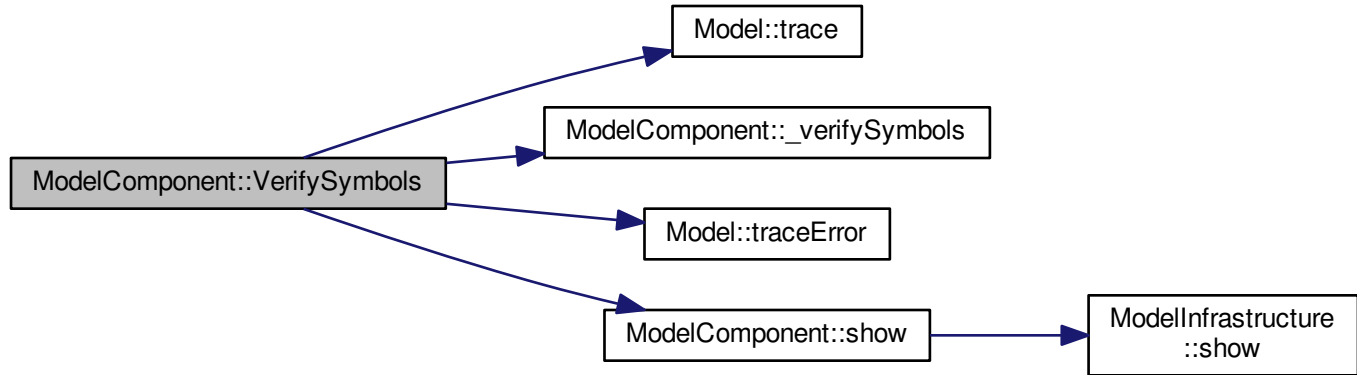 Model::trace
ModelComponent::_verifySymbols
ModelComponent::VerifySymbols
Model::traceError
ModelComponent::show
ModelInfrastructure
::show